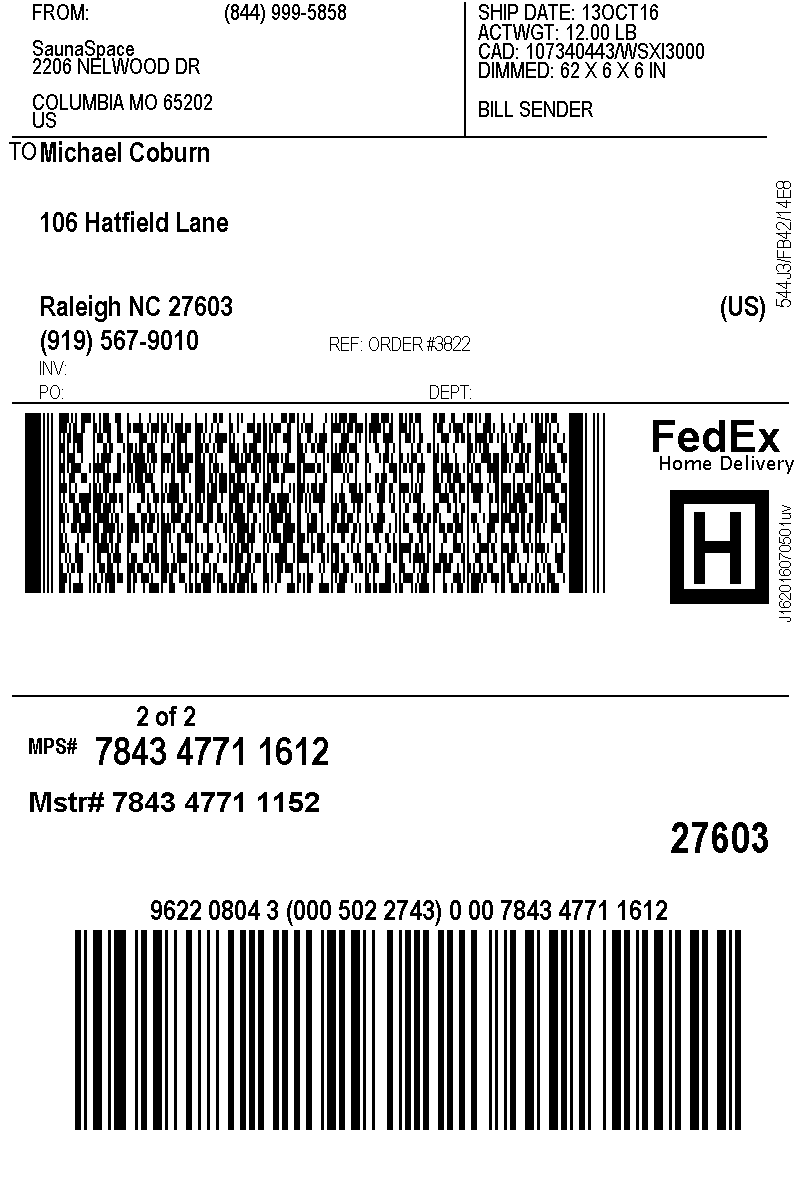 FROM: (844) 999-5858
SaunaSpace
2206 NELWOOD DR
COLUMBIA MO 65202
US
SHIP DATE: 13OCT16
ACTWGT: 12.00 LB
CAD: 107340443/WSXI3000
DIMMED: 62 X 6 X 6 IN
BILL SENDER
TO Michael Coburn
106 Hatfield Lane
Raleigh NC 27603 (US)
(919) 567-9010 REF: ORDER #3822
INV:
PO: DEPT:
544J3/FB42/14E8
FedEx
Home Delivery
H
J162016070501uv
2 of 2
MPS# 7843 4771 1612
Mstr# 7843 4771 1152
27603
9622 0804 3 (000 502 2743) 0 00 7843 4771 1612